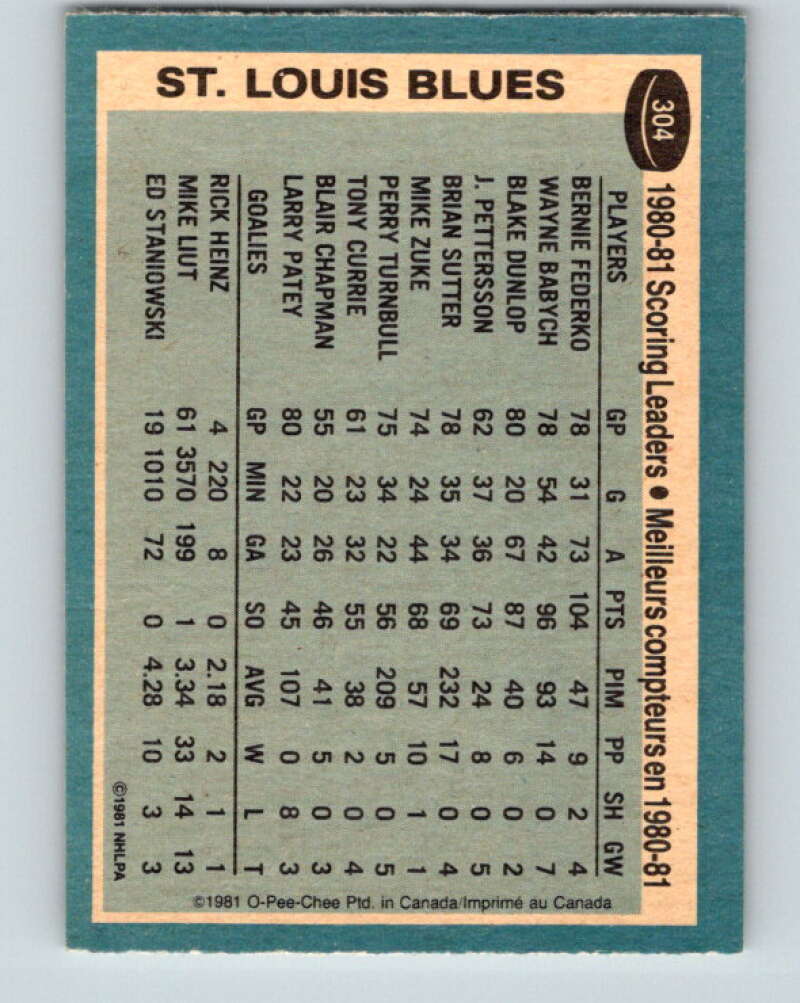 ST. LOUIS BLUES
304
1980-81 Scoring Leaders • Meilleurs compteurs en 1980-81
PLAYERS GP G A PTS PIM PP SH GW
BERNIE FEDERKO 78 31 73 104 47 9 2 4
WAYNE BABYCH 78 54 42 96 93 14 0 7
BLAKE DUNLOP 80 20 67 87 40 6 0 2
J. PETTERSSON 62 37 36 73 24 8 0 5
BRIAN SUTTER 78 35 34 69 232 17 0 4
MIKE ZUKE 74 24 44 68 57 10 1 1
PERRY TURNBULL 75 34 22 56 209 5 0 5
TONY CURRIE 61 23 32 55 38 2 0 4
BLAIR CHAPMAN 55 20 26 46 41 5 0 3
LARRY PATEY 80 22 23 45 107 0 8 3
GOALIES GP MIN GA SO AVG W L T
RICK HEINZ 4 220 8 0 2.18 2 1 1
MIKE LIUT 61 3570 199 1 3.34 33 14 13
ED STANIOWSKI 19 1010 72 0 4.28 10 3 3
©1981 NHLPA
©1981 O-Pee-Chee Ptd. in Canada/Imprimé au Canada